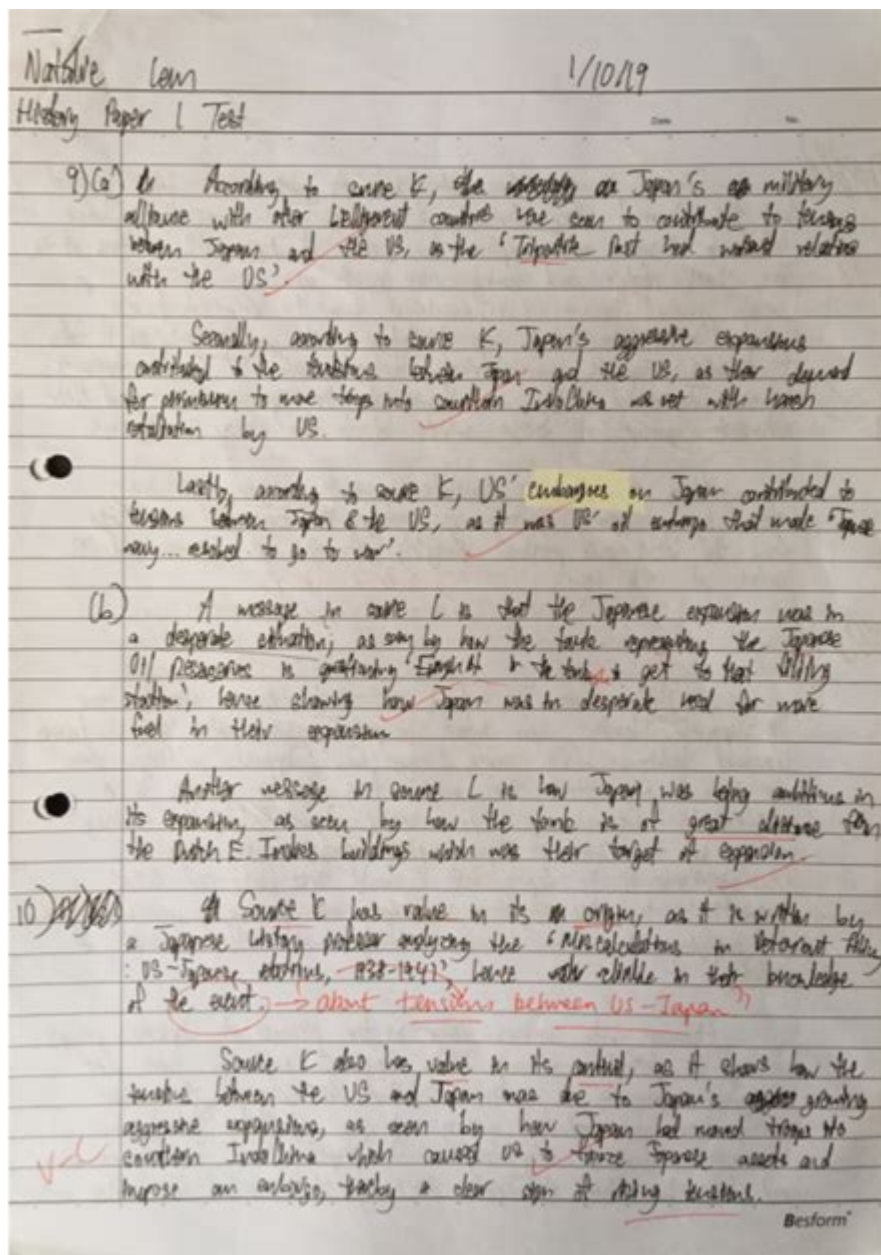 Natalie 1/10/19
History Paper 1 Test
Date No.
9)(a) According to source K, the Japan's military
alliance with other belligerent countries were seen to contribute to tensions
between Japan and the US, as the 'Tripartite Pact had worsened relations
with the US'.
Secondly, according to source K, Japan's aggressive expansions
contributed to the tensions between Japan and the US, as their demand
for permission to move troops into southern IndoChina was met with harsh
retaliation by US.
Lastly, according to source K, US' embargoes on Japan contributed to
tensions between Japan & the US, as it was US' oil embargo that made 'Japanese
navy... resolved to go to war'.
(b) A message in source L is that the Japanese expansion was in
a desperate situation, as seen by how the tank representing the Japanese
Oil Reserves is questioning 'Enough in the tank to get to that filling
station', hence showing how Japan was in desperate need for more
fuel in their expansion
Another message in source L is how Japan was being ambitious in
its expansion, as seen by how the tank is of great distance from
the Dutch E. Indies buildings which was their target of expansion.
10) Source K has value in its origin, as it is written by
a Japanese history professor analyzing the 'Miscalculations in Deterrent Policy
: US-Japanese relations, 1938-1941', hence reliable in their knowledge
of the event. → about tensions between US-Japan"
Source K also has value in its content, as it shows how the
tensions between the US and Japan was due to Japan's growing
aggressive expansions, as seen by how Japan had moved troops into
southern IndoChina which caused US to freeze Japanese assets and
V-C
impose an embargo, thereby a clear sign of rising tensions.
Besform